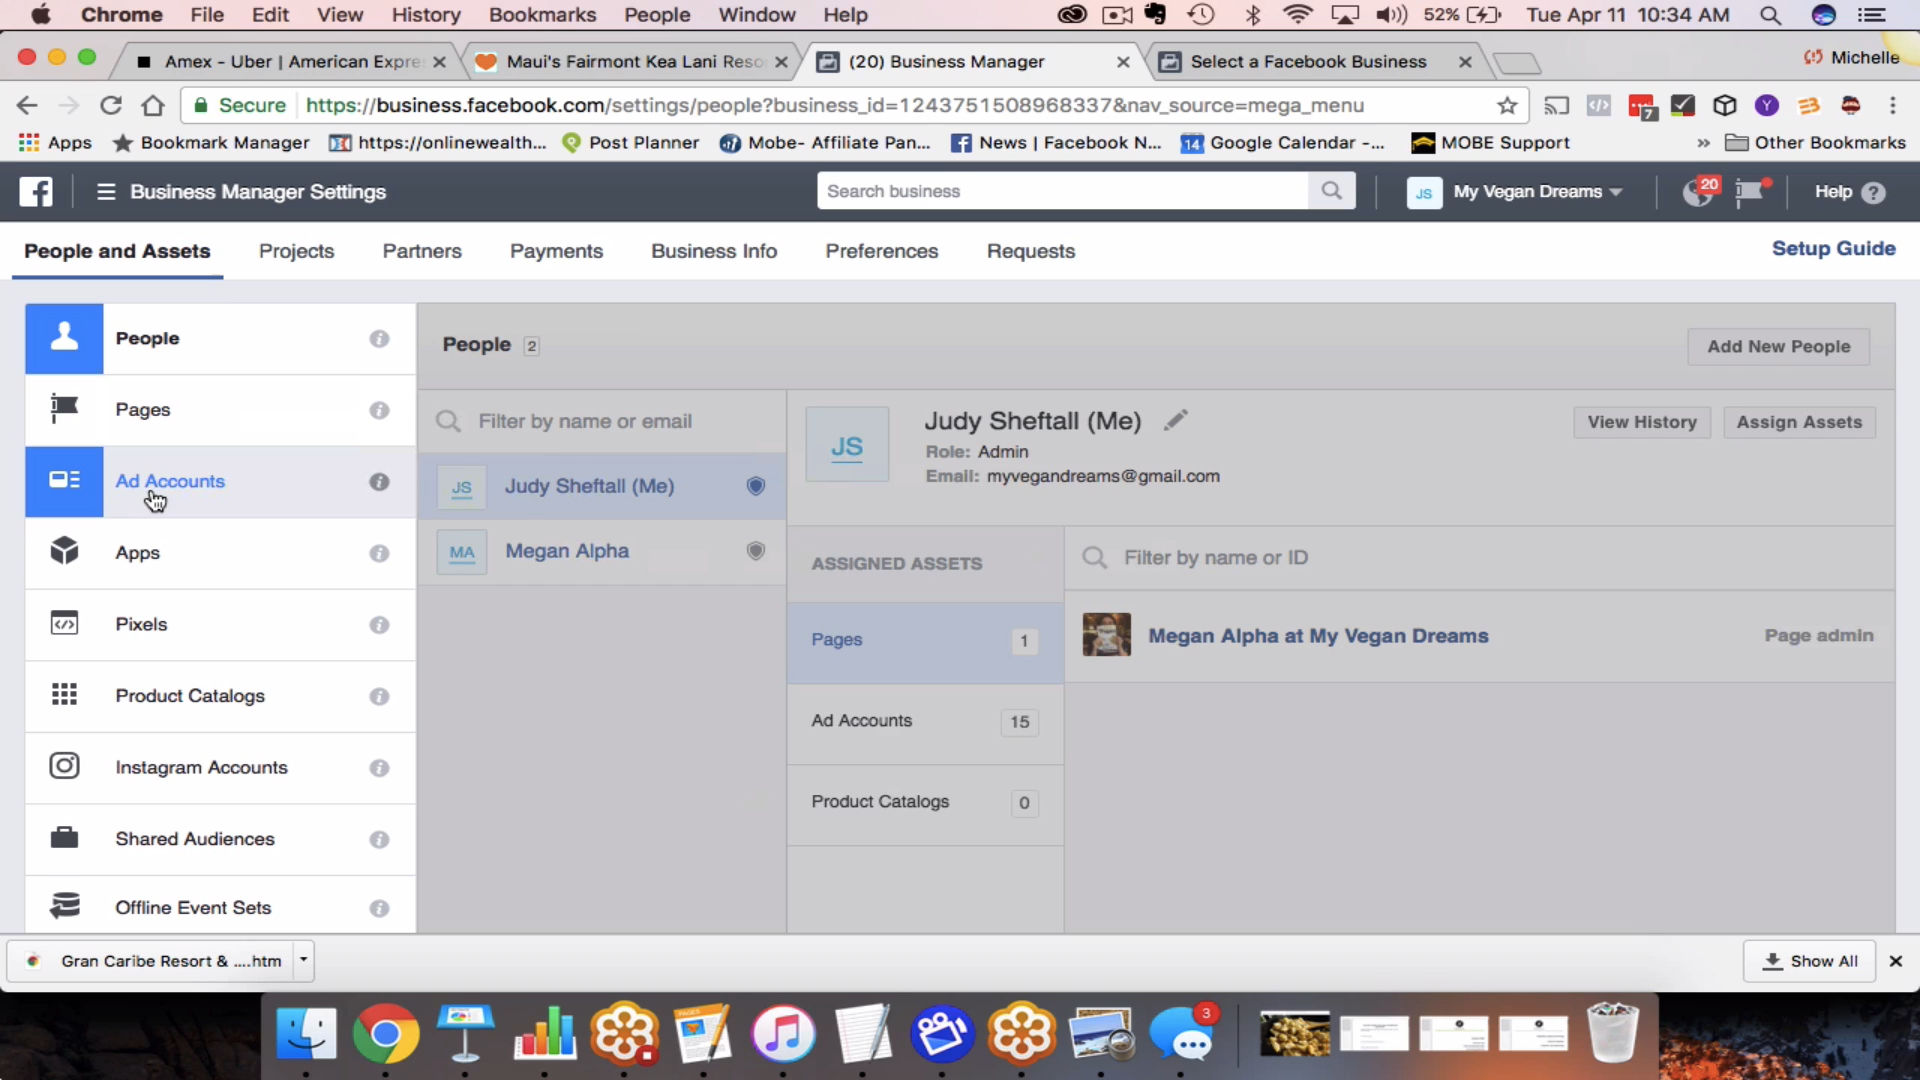 Chrome File Edit View History Bookmarks People Window Help 52% Tue Apr 11 10:34 AM
Amex - Uber | American Expre Maui's Fairmont Kea Lani Reso (20) Business Manager Select a Facebook Business Michelle
Secure https://business.facebook.com/settings/people?business_id=1243751508968337&nav_source=mega_menu 7
Apps Bookmark Manager https://onlinewealth... Post Planner Mobe- Affiliate Pan... News | Facebook N... 14 Google Calendar -... MOBE Support » Other Bookmarks
Business Manager Settings Search business JS My Vegan Dreams 20 Help ?
People and Assets Projects Partners Payments Business Info Preferences Requests Setup Guide
People
Pages
Ad Accounts
Apps
Pixels
Product Catalogs
Instagram Accounts
Shared Audiences
Offline Event Sets
People 2 Add New People
Filter by name or email
JS Judy Sheftall (Me)
MA Megan Alpha
JS Judy Sheftall (Me) View History Assign Assets
Role: Admin
Email: myvegandreams@gmail.com
ASSIGNED ASSETS
Pages 1
Ad Accounts 15
Product Catalogs 0
Filter by name or ID
Megan Alpha at My Vegan Dreams Page admin
Gran Caribe Resort & ....htm Show All
3